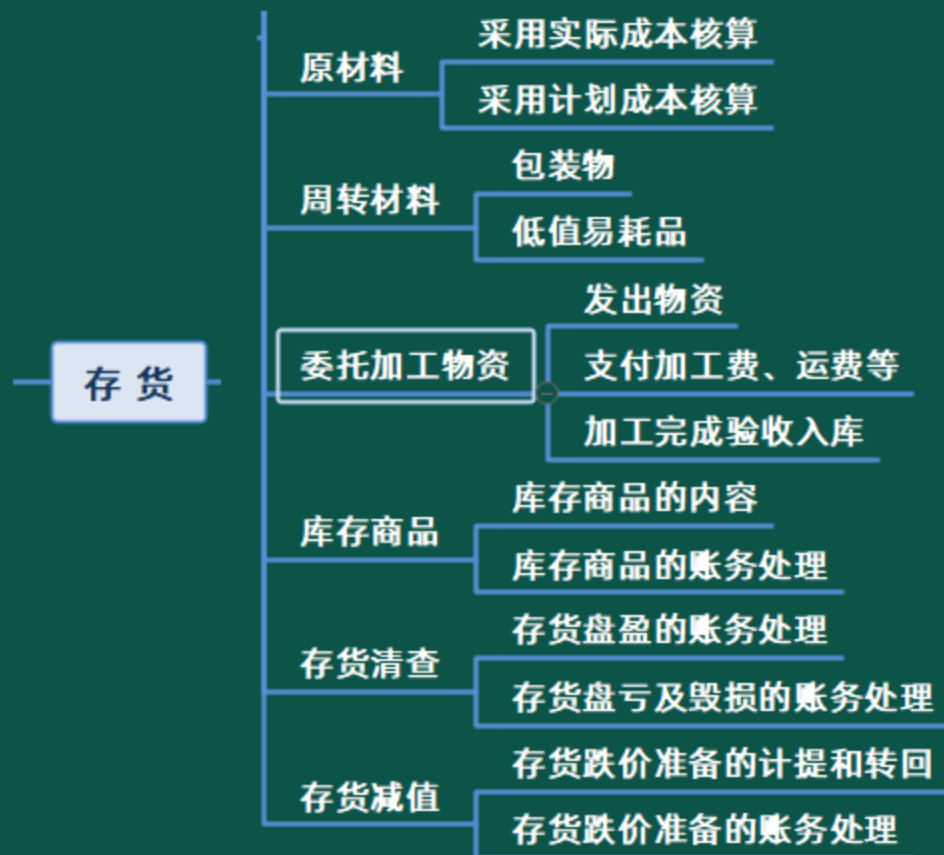 存货
原材料
采用实际成本核算
采用计划成本核算
周转材料
包装物
低值易耗品
委托加工物资
发出物资
支付加工费、运费等
加工完成验收入库
库存商品
库存商品的内容
库存商品的账务处理
存货清查
存货盘盈的账务处理
存货盘亏及毁损的账务处理
存货减值
存货跌价准备的计提和转回
存货跌价准备的账务处理